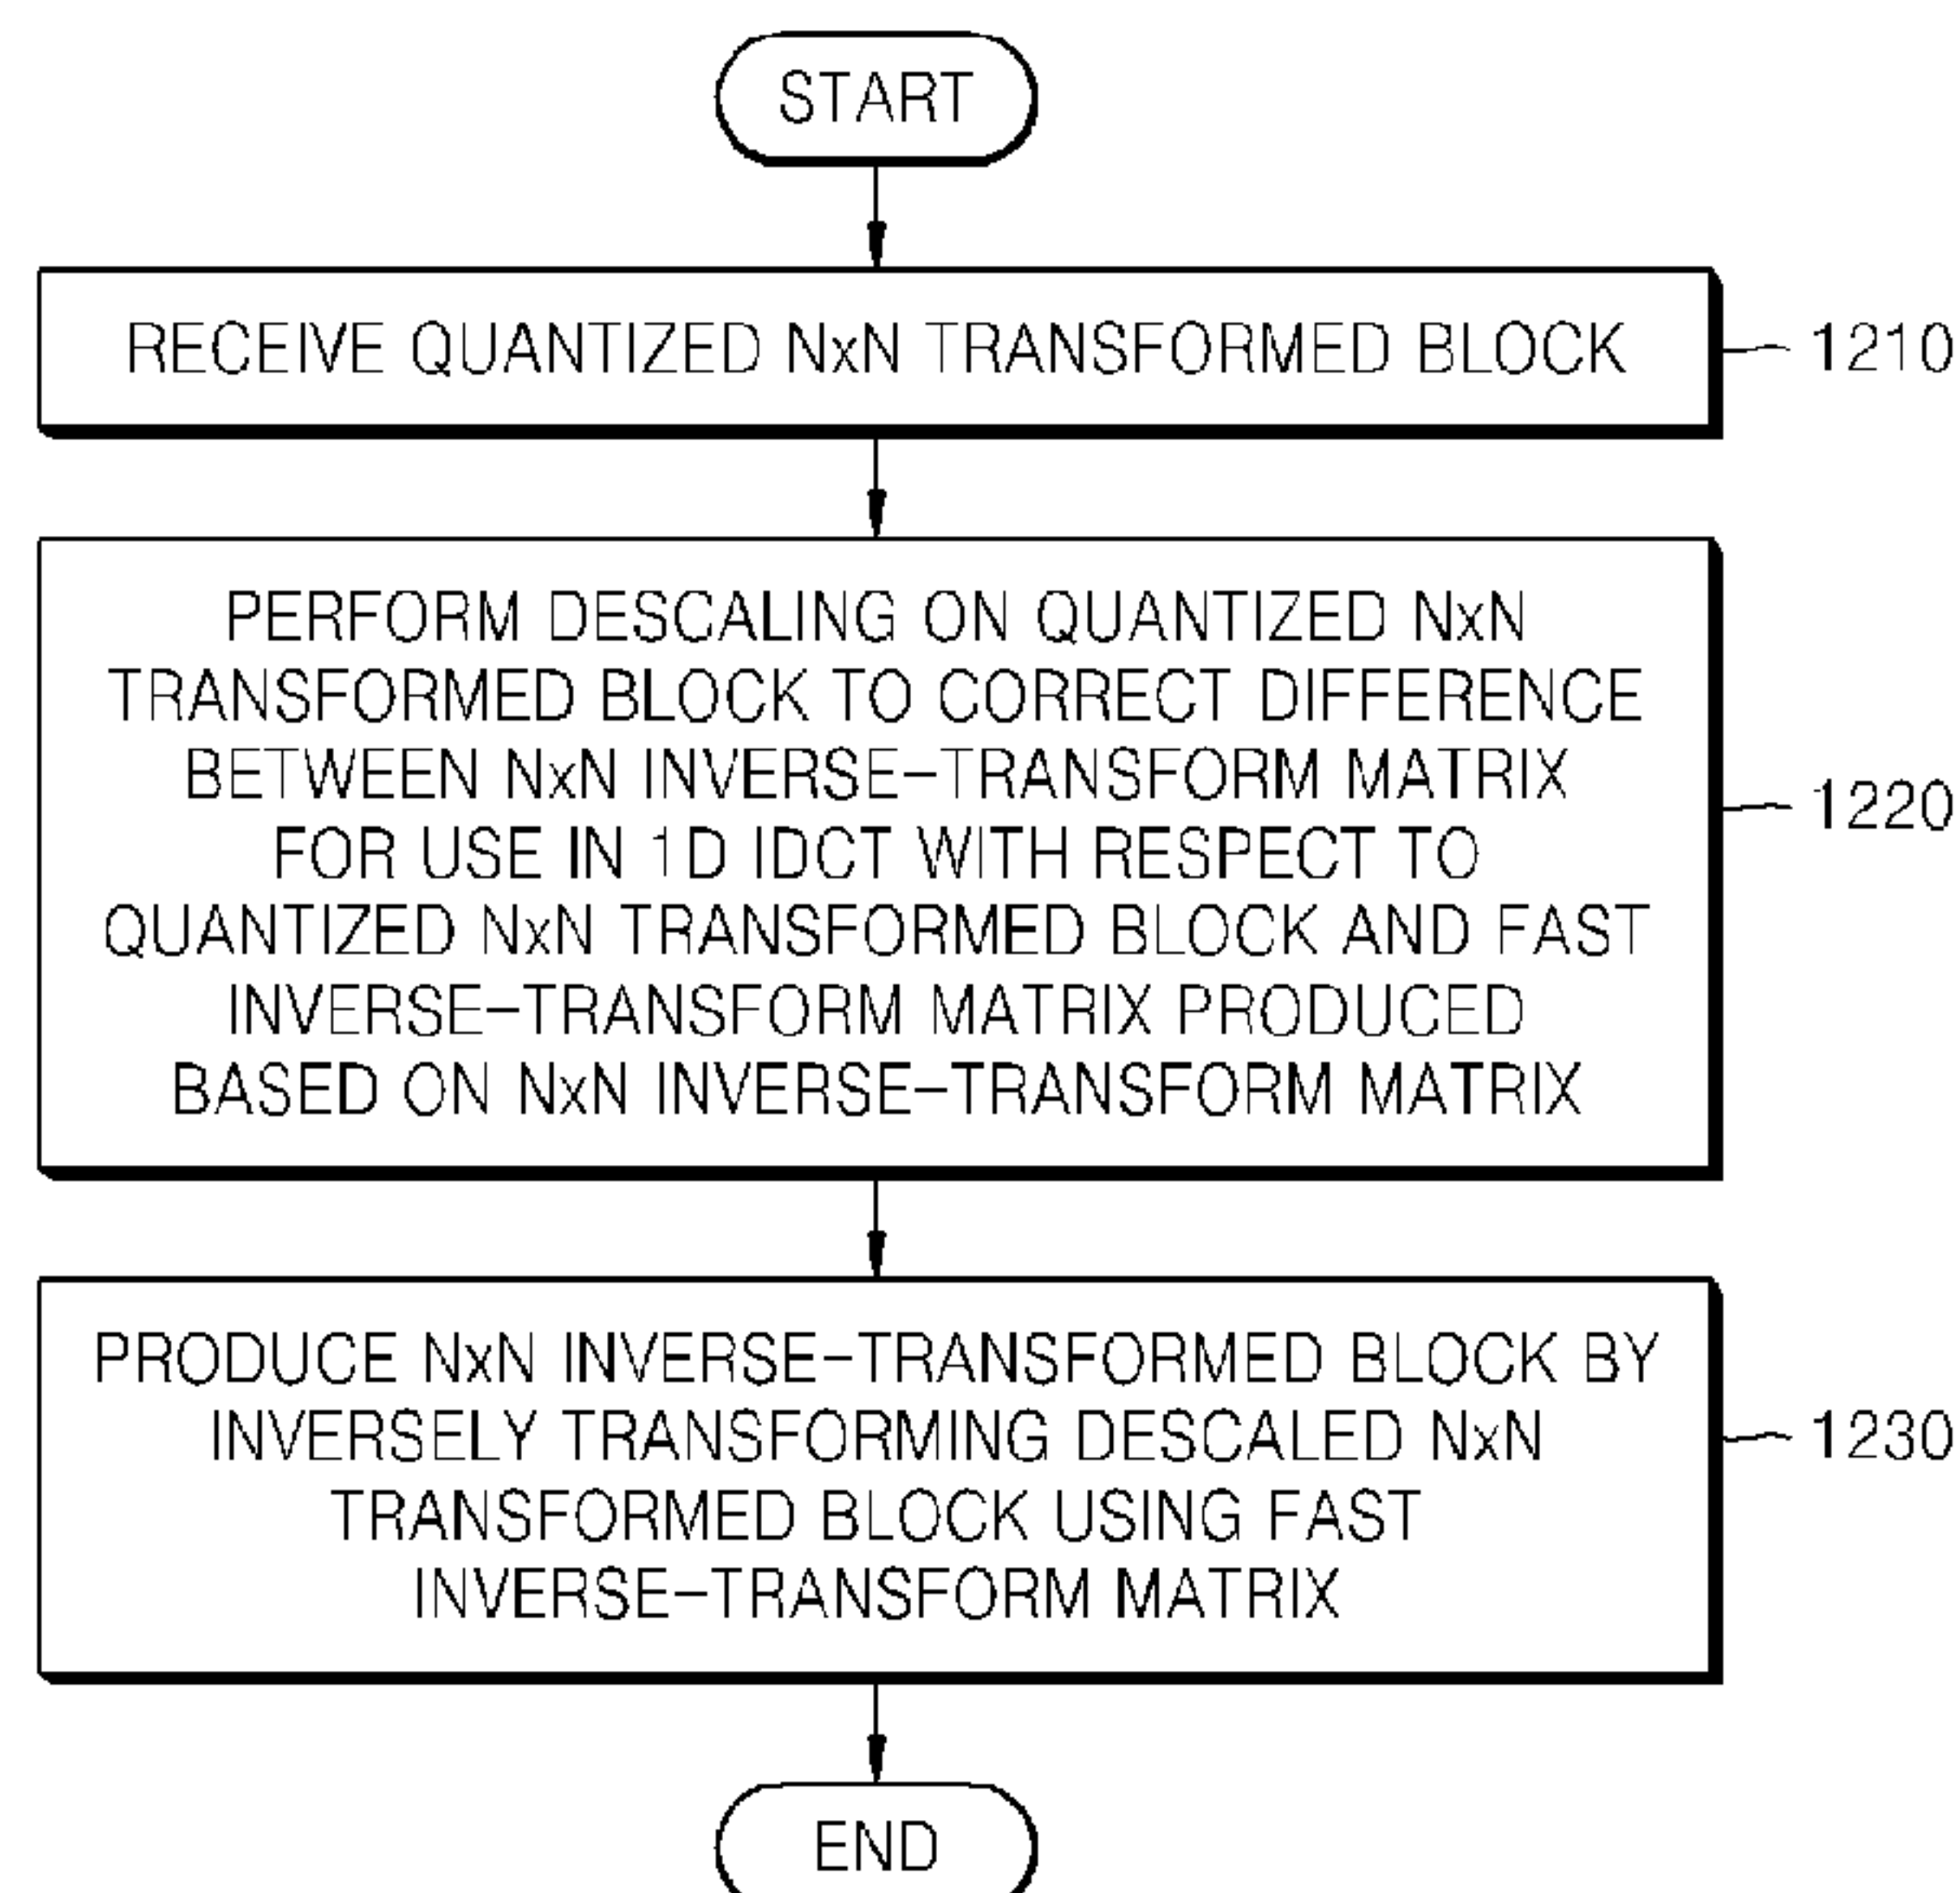 START
RECEIVE QUANTIZED NxN TRANSFORMED BLOCK
1210
PERFORM DESCALING ON QUANTIZED NxN
TRANSFORMED BLOCK TO CORRECT DIFFERENCE
BETWEEN NxN INVERSE-TRANSFORM MATRIX
FOR USE IN 1D IDCT WITH RESPECT TO
QUANTIZED NxN TRANSFORMED BLOCK AND FAST
INVERSE-TRANSFORM MATRIX PRODUCED
BASED ON NxN INVERSE-TRANSFORM MATRIX
1220
PRODUCE NxN INVERSE-TRANSFORMED BLOCK BY
INVERSELY TRANSFORMING DESCALED NxN
TRANSFORMED BLOCK USING FAST
INVERSE-TRANSFORM MATRIX
1230
END